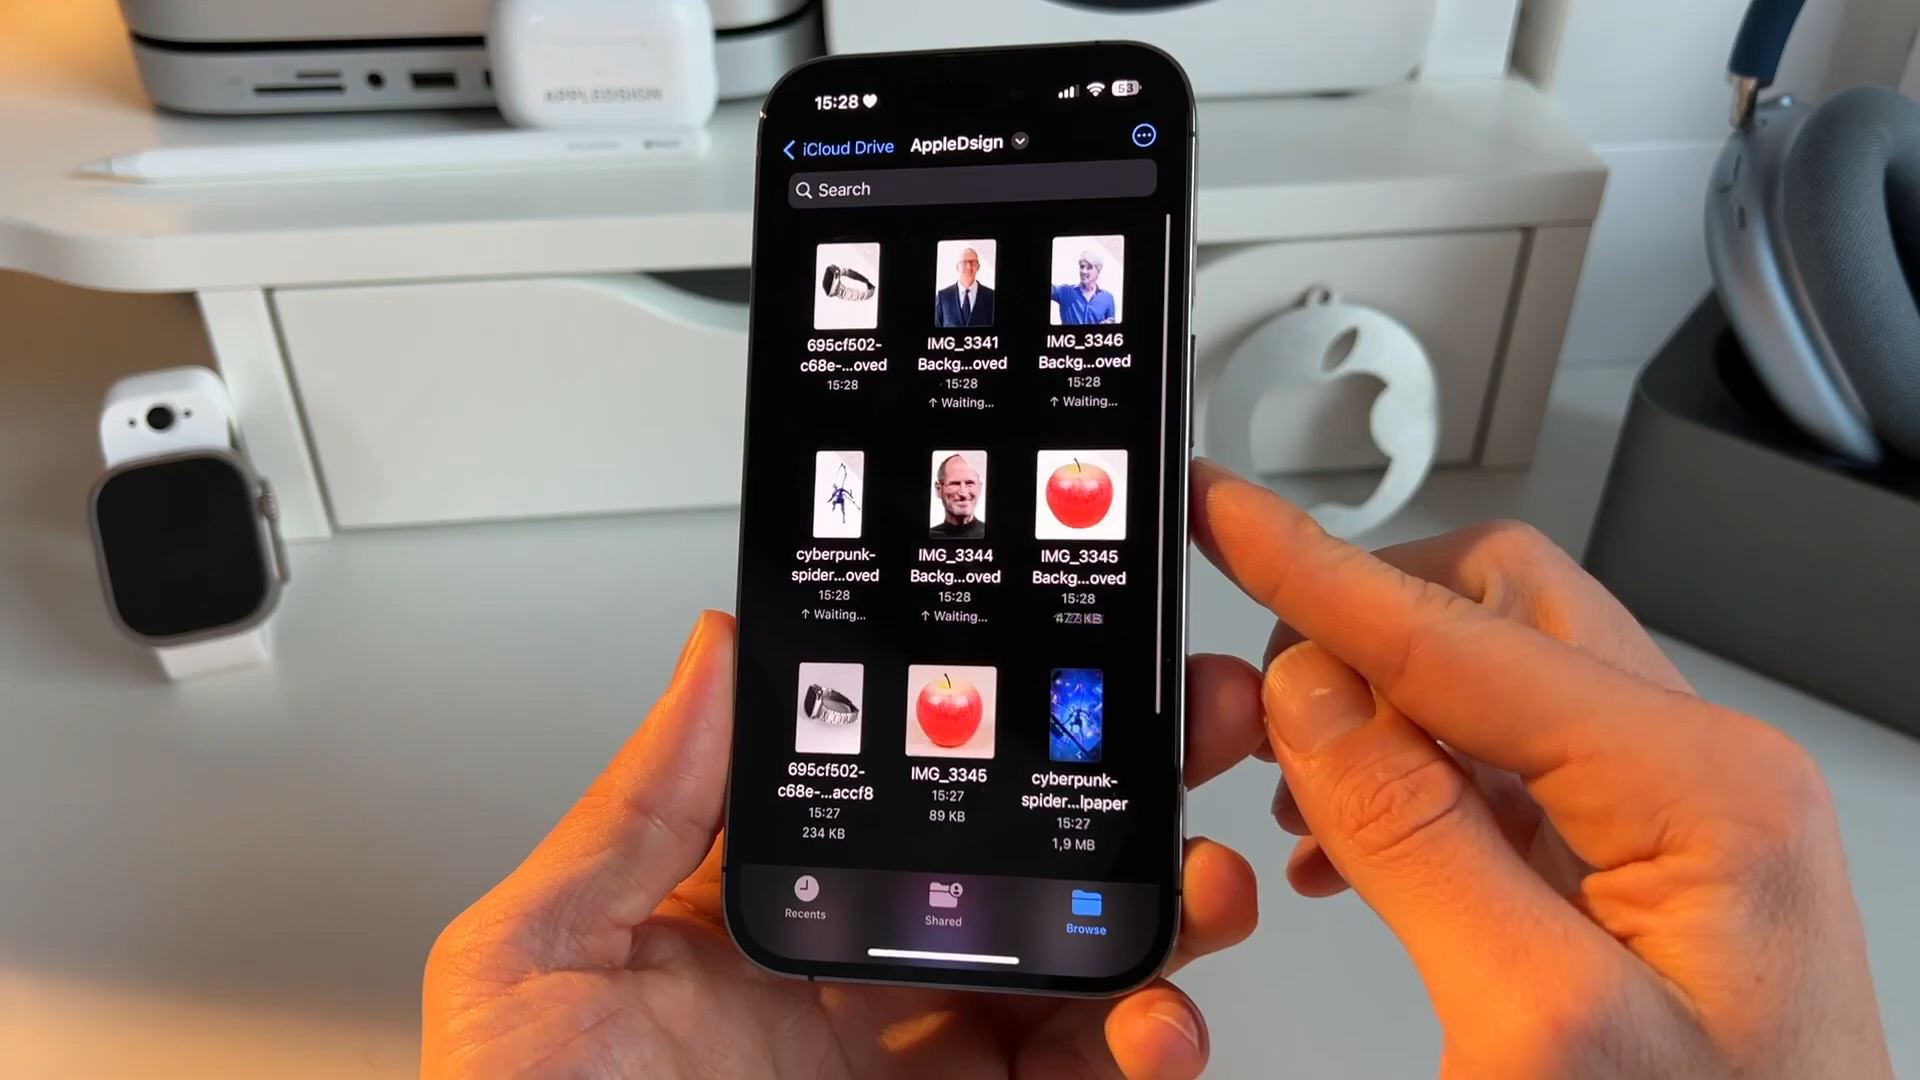 APPLEDSIGN
15:28
53
iCloud Drive
AppleDsign
Search
695cf502-
c68e-...oved
15:28
IMG_3341
Backg...oved
15:28
↑ Waiting...
IMG_3346
Backg...oved
15:28
↑ Waiting...
cyberpunk-
spider...oved
15:28
↑ Waiting...
IMG_3344
Backg...oved
15:28
↑ Waiting...
IMG_3345
Backg...oved
15:28
695cf502-
c68e-...accf8
15:27
234 KB
IMG_3345
15:27
89 KB
cyberpunk-
spider...lpaper
15:27
1,9 MB
Recents
Shared
Browse